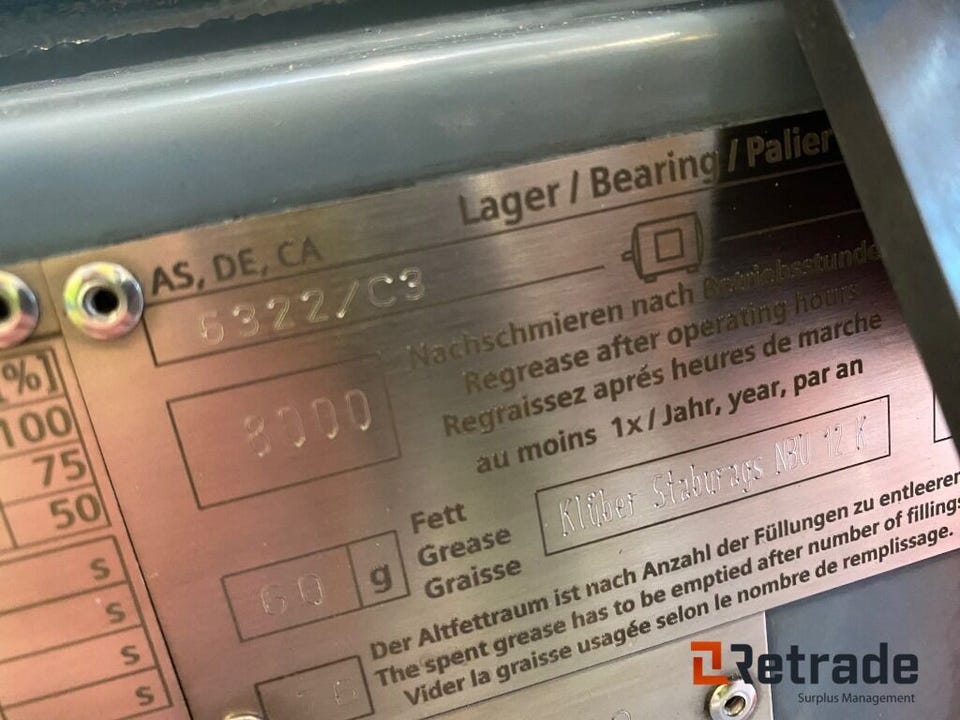 Lager / Bearing / Palier
AS, DE, CA
6322/C3
Nachschmieren nach Betriebsstunde
8000
Regrease after operating hours
Regraissez aprés heures de marche
au moins 1x / Jahr, year, par an
[%]
100
75
50
Fett
60 g
Grease
Klüber Staburags NBU 12 K
Graisse
Der Altfettraum ist nach Anzahl der Füllungen zu entleeren
The spent grease has to be emptied after number of fillings
Vider la graisse usagée selon le nombre de remplissage.
s
s
s
s
Retrade
Surplus Management